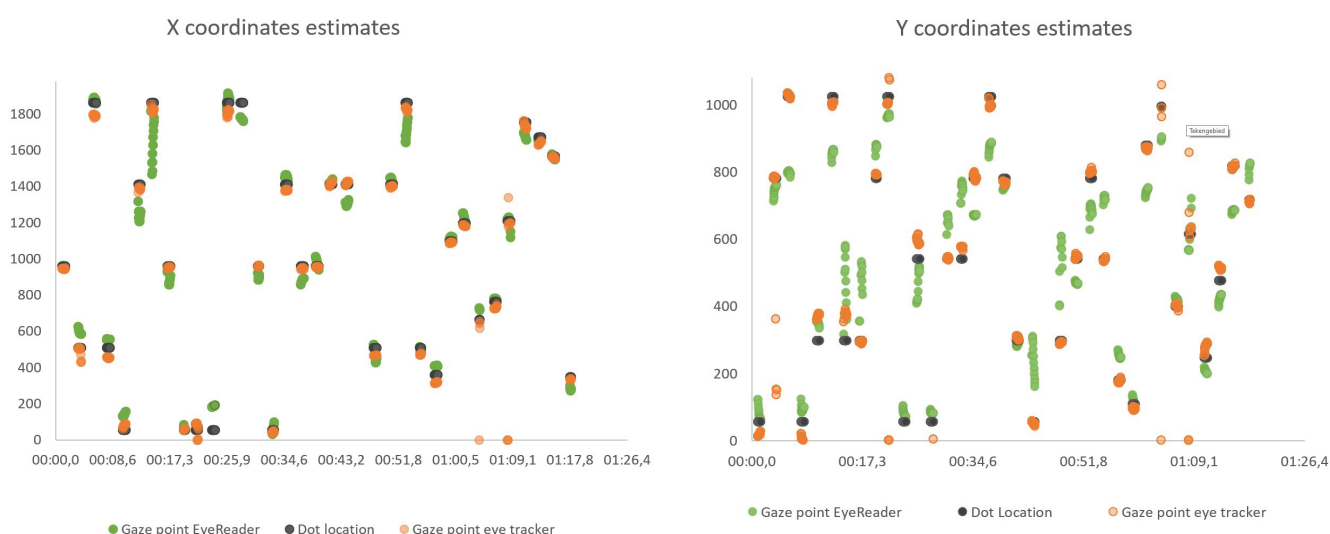 X coordinates estimates
1800
1600
1400
1200
1000
800
600
400
200
0
00:00,0 00:08,6 00:17,3 00:25,9 00:34,6 00:43,2 00:51,8 01:00,5 01:09,1 01:17,8 01:26,4
Gaze point EyeReader Dot location Gaze point eye tracker
Y coordinates estimates
1000
800
600
400
200
0
Tekengebied
00:00,0 00:17,3 00:34,6 00:51,8 01:09,1 01:26,4
Gaze point EyeReader Dot Location Gaze point eye tracker